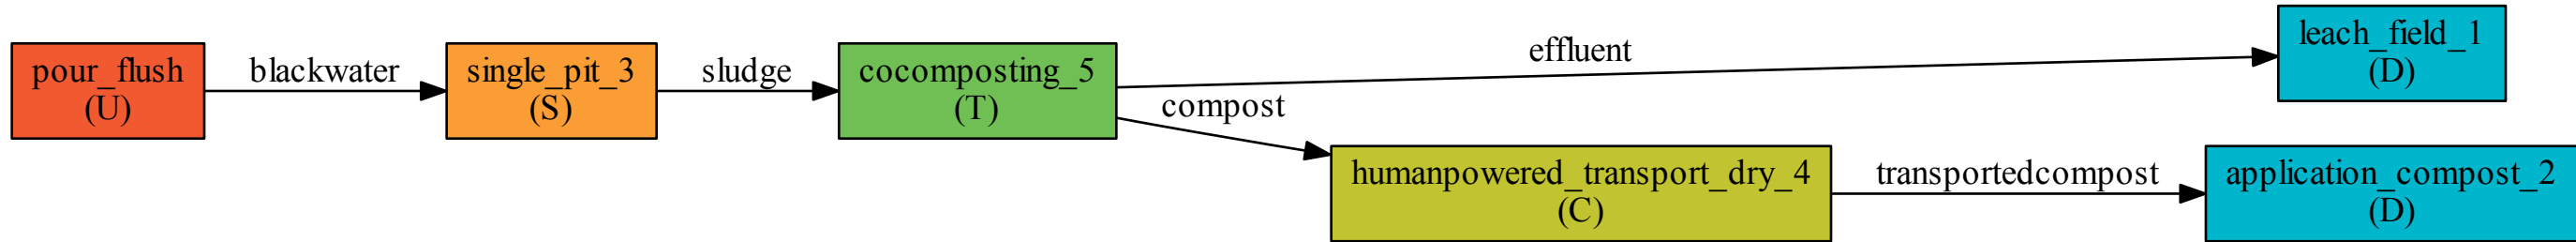 pour_flush
(U)
blackwater
single_pit_3
(S)
sludge
cocomposting_5
(T)
effluent
compost
leach_field_1
(D)
humanpowered_transport_dry_4
(C)
transportedcompost
application_compost_2
(D)